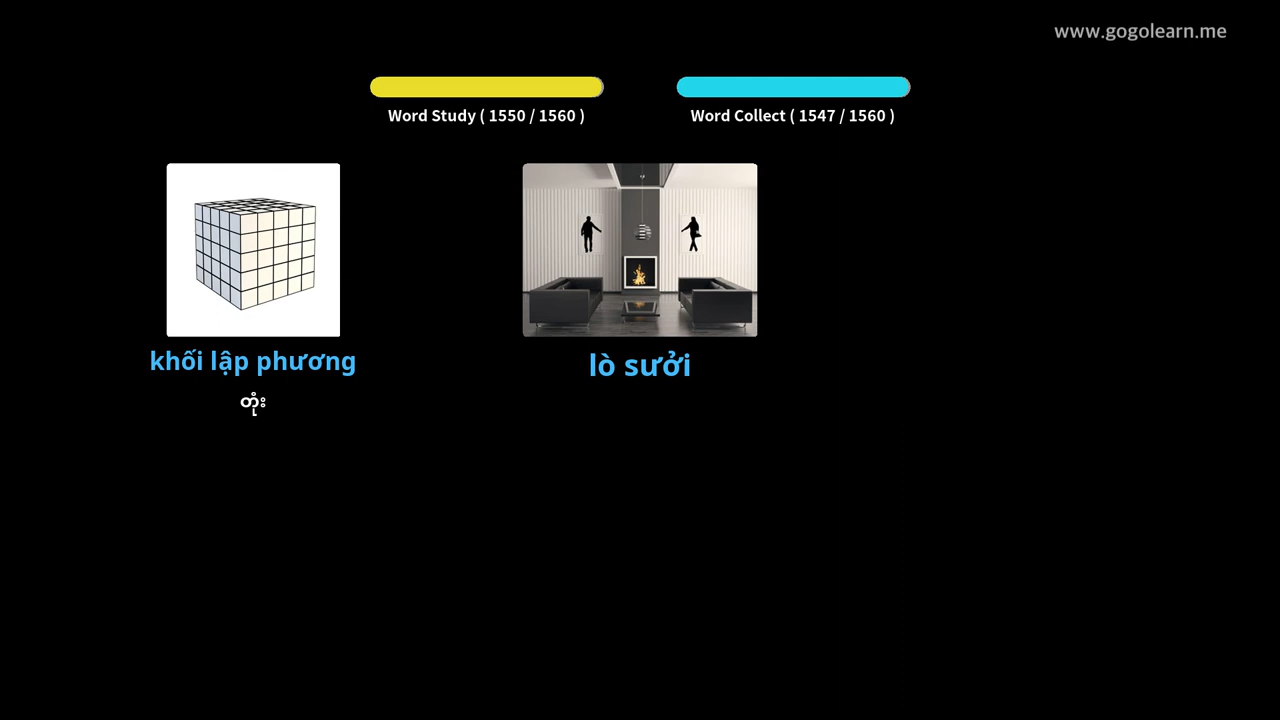 www.gogolearn.me
Word Study ( 1550 / 1560 )
Word Collect ( 1547 / 1560 )
khối lập phương
lò sưởi
တုံး